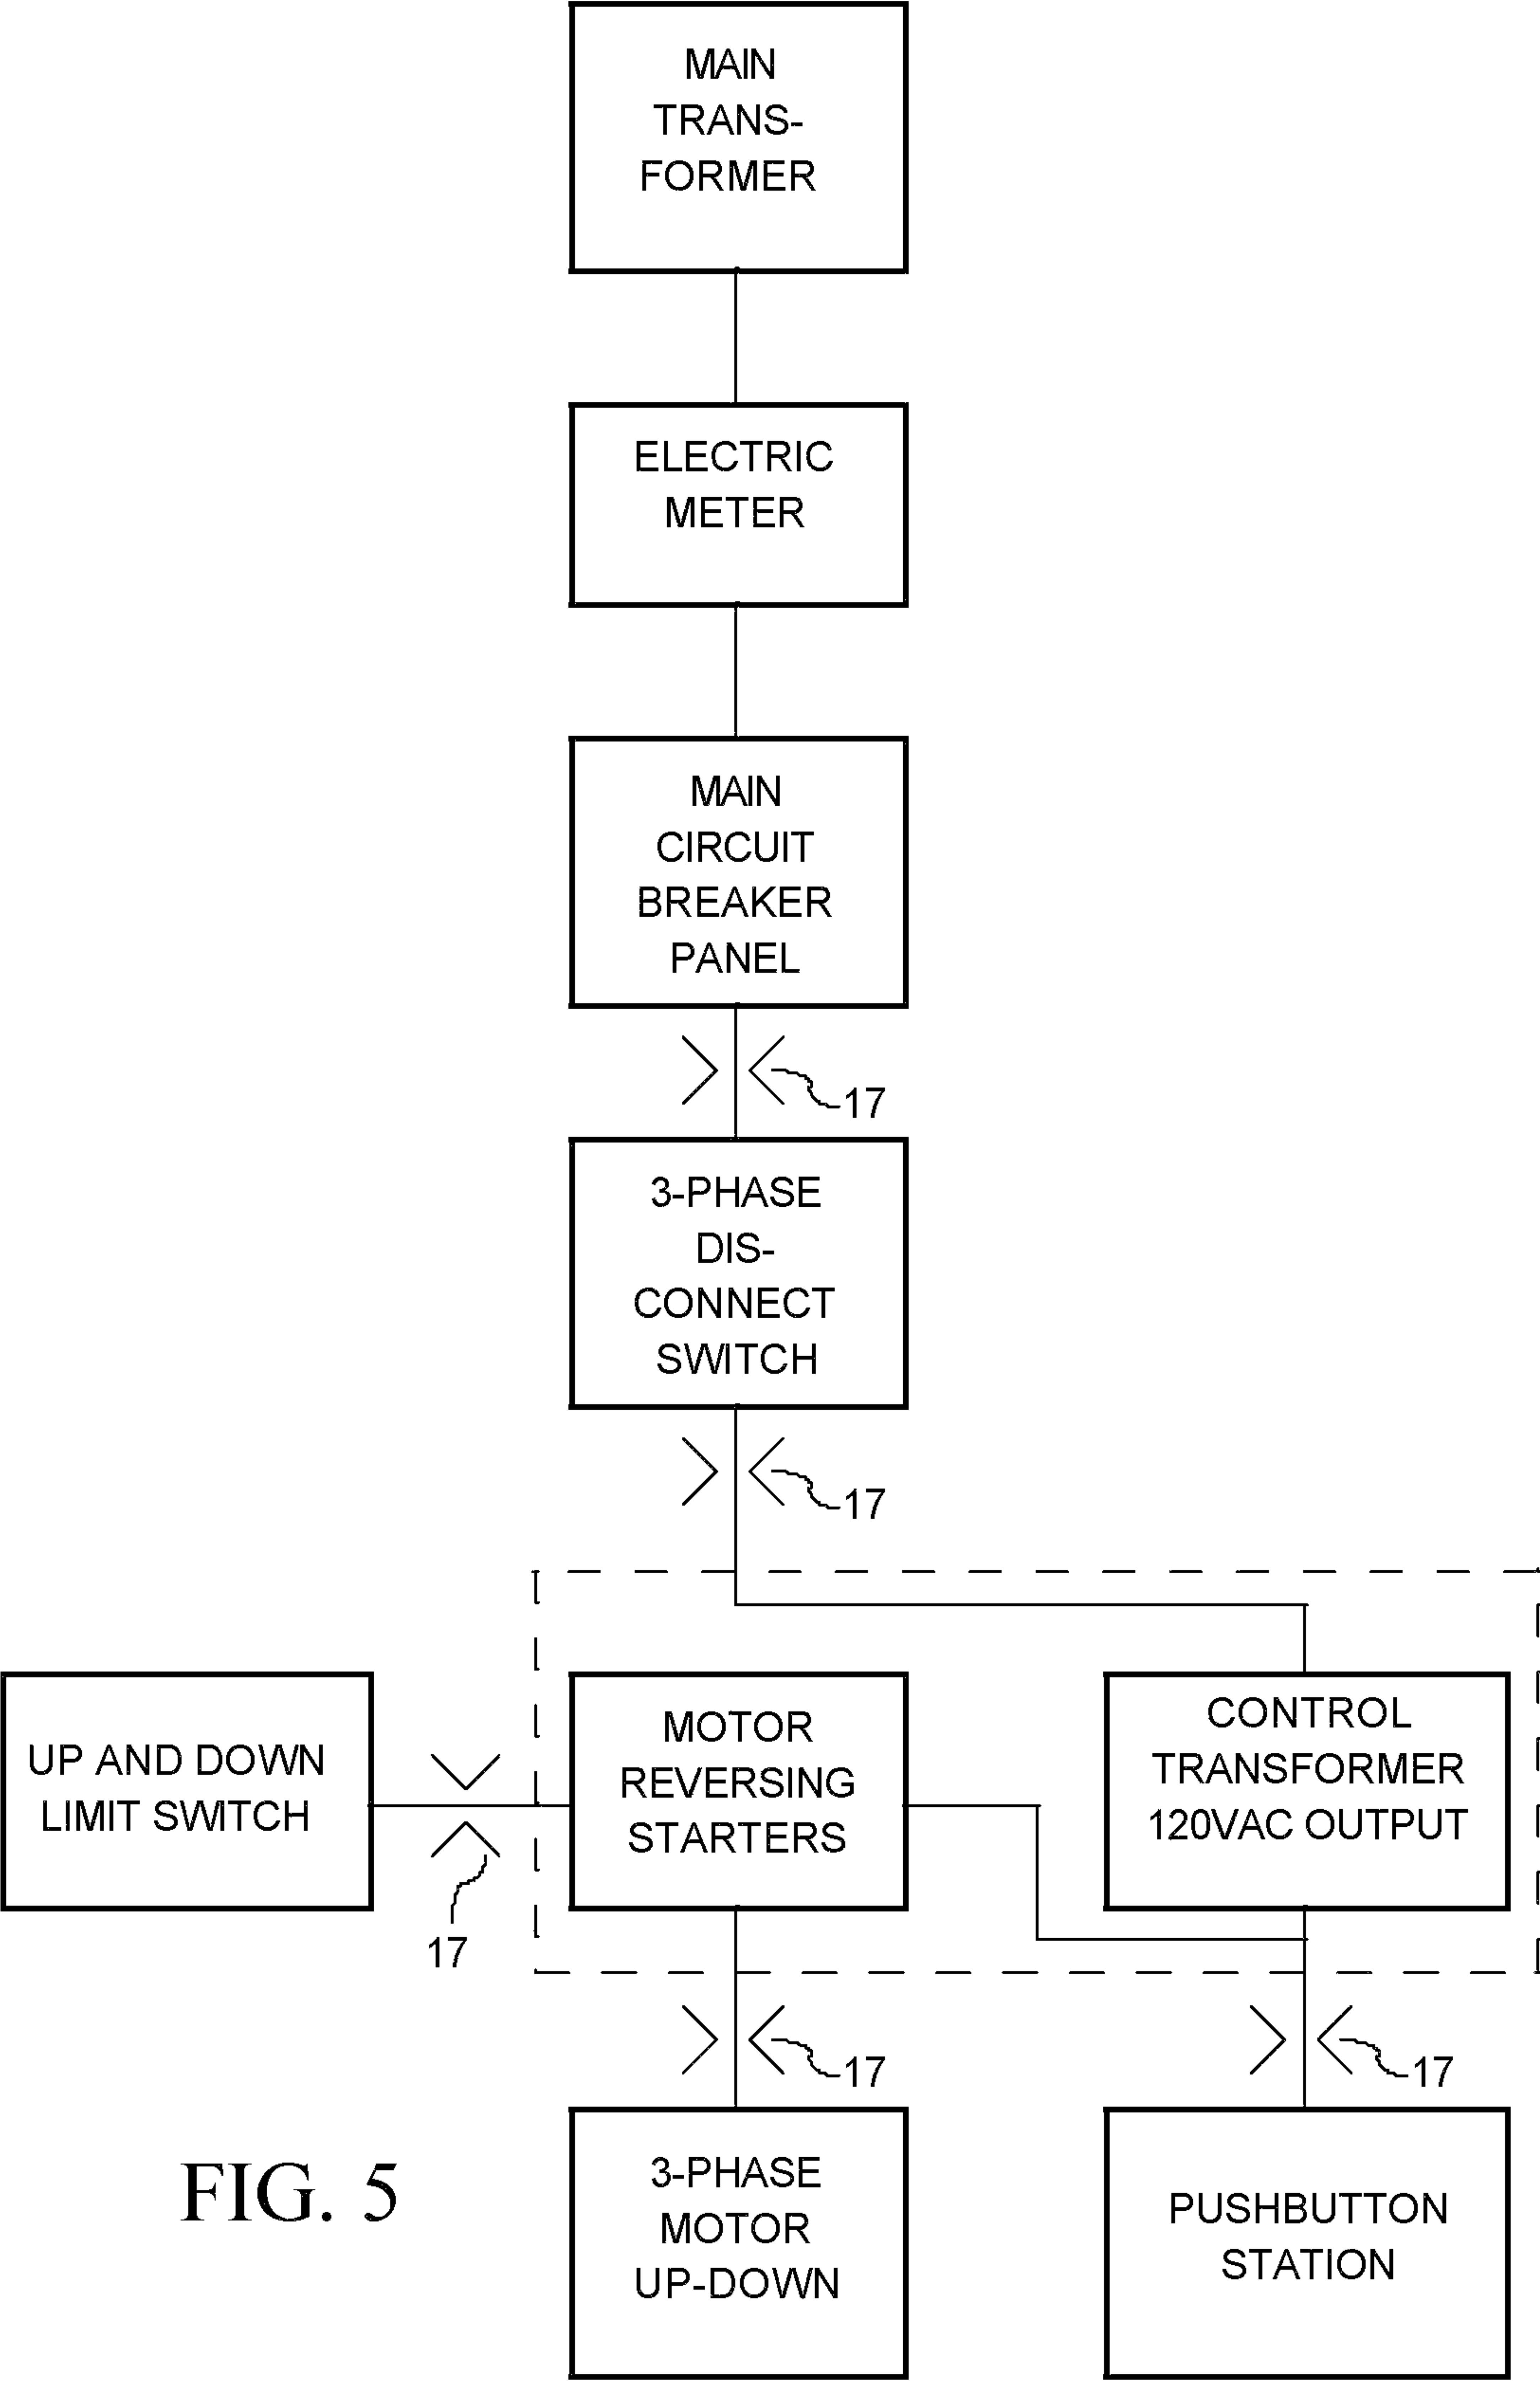 MAIN
TRANS-
FORMER
ELECTRIC
METER
MAIN
CIRCUIT
BREAKER
PANEL
17
3-PHASE
DIS-
CONNECT
SWITCH
17
UP AND DOWN
LIMIT SWITCH
17
MOTOR
REVERSING
STARTERS
CONTROL
TRANSFORMER
120VAC OUTPUT
17
17
3-PHASE
MOTOR
UP-DOWN
PUSHBUTTON
STATION
FIG. 5